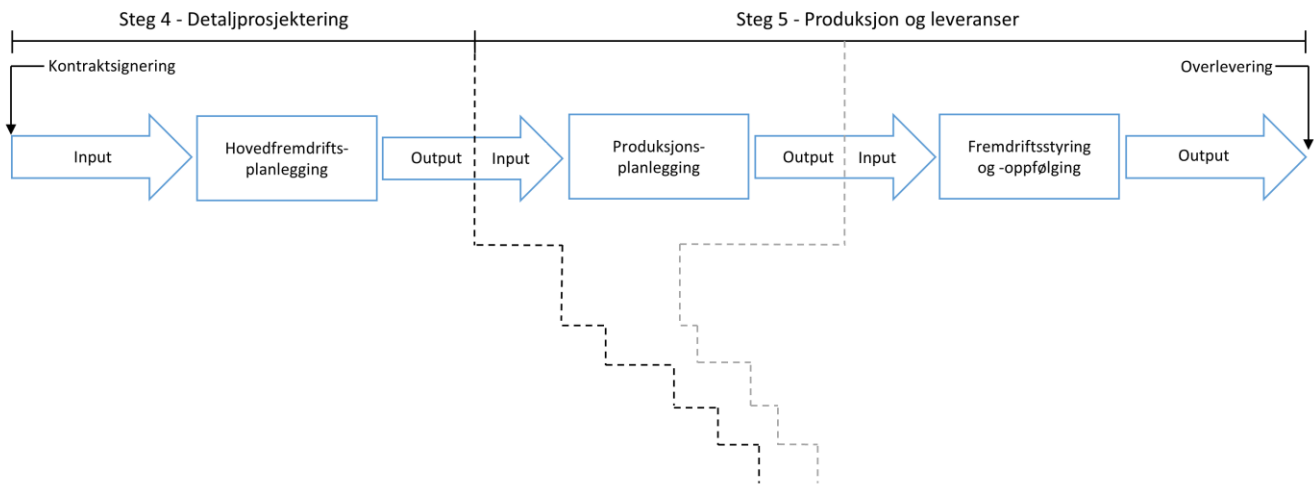 Steg 4 - Detaljprosjektering
Steg 5 - Produksjon og leveranser
Kontraktsignering
Overlevering
Input
Hovedfremdrifts-
planlegging
Output
Input
Produksjons-
planlegging
Output
Input
Fremdriftsstyring
og -oppfølging
Output